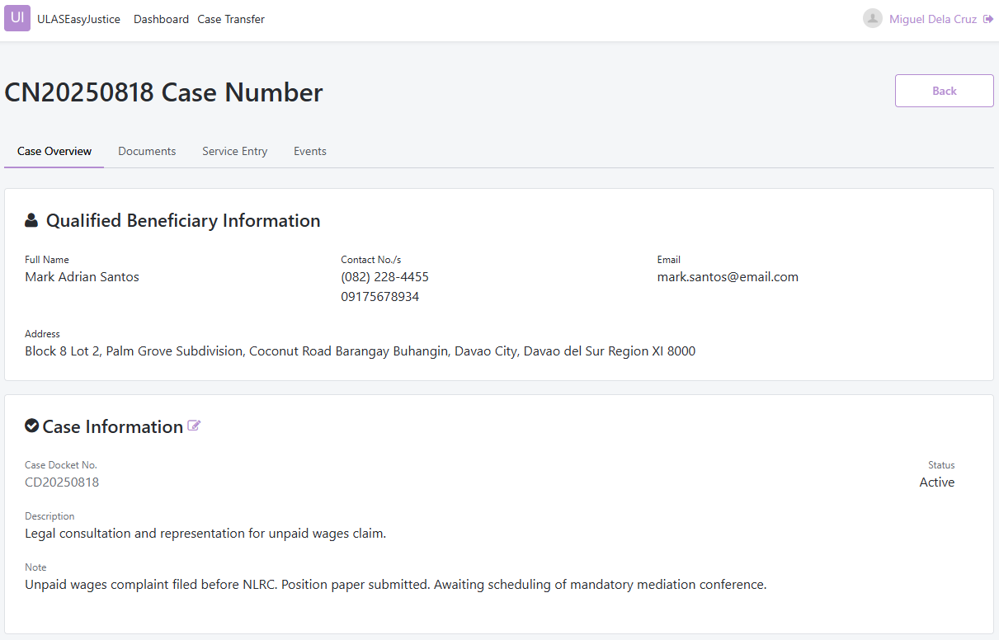 UI ULASEasyJustice Dashboard Case Transfer Miguel Dela Cruz
CN20250818 Case Number Back
Case Overview Documents Service Entry Events
Qualified Beneficiary Information
Full Name Contact No./s Email
Mark Adrian Santos (082) 228-4455 mark.santos@email.com
09175678934
Address
Block 8 Lot 2, Palm Grove Subdivision, Coconut Road Barangay Buhangin, Davao City, Davao del Sur Region XI 8000
Case Information
Case Docket No. Status
CD20250818 Active
Description
Legal consultation and representation for unpaid wages claim.
Note
Unpaid wages complaint filed before NLRC. Position paper submitted. Awaiting scheduling of mandatory mediation conference.